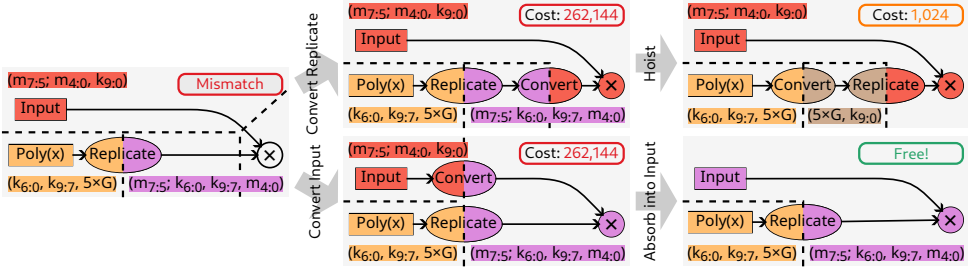 (m7:5; m4:0, k9:0)
Mismatch
Input
Poly(x)
Replicate
×
(k6:0, k9:7, 5×G)
(m7:5; k6:0, k9:7, m4:0)
Convert Replicate
(m7:5; m4:0, k9:0)
Cost: 262,144
Input
Poly(x)
Replicate
Convert
×
(k6:0, k9:7, 5×G)
(m7:5; k6:0, k9:7, m4:0)
Hoist
(m7:5; m4:0, k9:0)
Cost: 1,024
Input
Poly(x)
Convert
Replicate
×
(k6:0, k9:7, 5×G)
(5×G, k9:0)
Convert Input
(m7:5; m4:0, k9:0)
Cost: 262,144
Input
Convert
Poly(x)
Replicate
×
(k6:0, k9:7, 5×G)
(m7:5; k6:0, k9:7, m4:0)
Absorb into Input
Free!
Input
Poly(x)
Replicate
×
(k6:0, k9:7, 5×G)
(m7:5; k6:0, k9:7, m4:0)